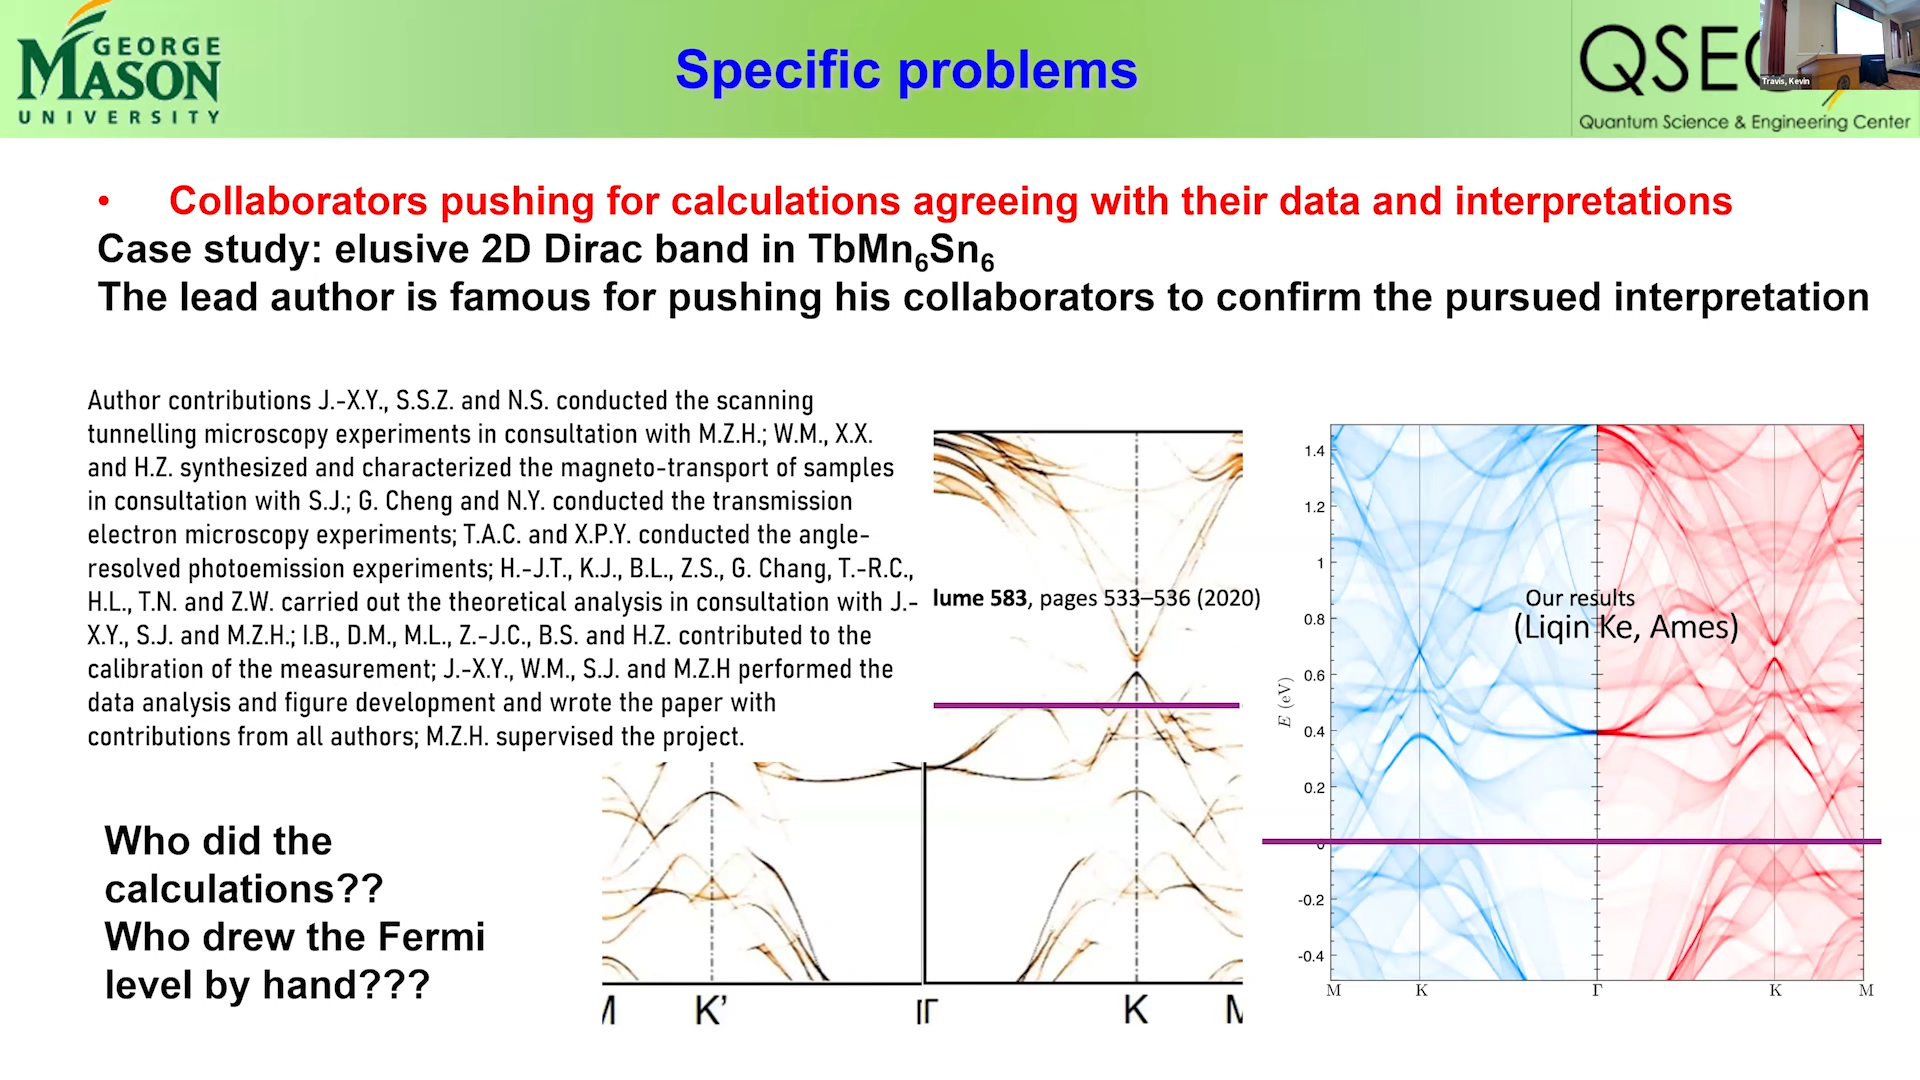 GEORGE
MASON
UNIVERSITY
Specific problems
QSE
Quantum Science & Engineering Center
Travis, Kevin
• Collaborators pushing for calculations agreeing with their data and interpretations
Case study: elusive 2D Dirac band in TbMn₆Sn₆
The lead author is famous for pushing his collaborators to confirm the pursued interpretation
Author contributions J.-X.Y., S.S.Z. and N.S. conducted the scanning
tunnelling microscopy experiments in consultation with M.Z.H.; W.M., X.X.
and H.Z. synthesized and characterized the magneto-transport of samples
in consultation with S.J.; G. Cheng and N.Y. conducted the transmission
electron microscopy experiments; T.A.C. and X.P.Y. conducted the angle-
resolved photoemission experiments; H.-J.T., K.J., B.L., Z.S., G. Chang, T.-R.C.,
H.L., T.N. and Z.W. carried out the theoretical analysis in consultation with J.-
X.Y., S.J. and M.Z.H.; I.B., D.M., M.L., Z.-J.C., B.S. and H.Z. contributed to the
calibration of the measurement; J.-X.Y., W.M., S.J. and M.Z.H performed the
data analysis and figure development and wrote the paper with
contributions from all authors; M.Z.H. supervised the project.
lume 583, pages 533–536 (2020)
Who did the
calculations??
Who drew the Fermi
level by hand???
K’
Γ
K
M
Our results
(Liqin Ke, Ames)
E (eV)
1.4
1.2
1
0.8
0.6
0.4
0.2
0
-0.2
-0.4
M
K
Γ
K
M